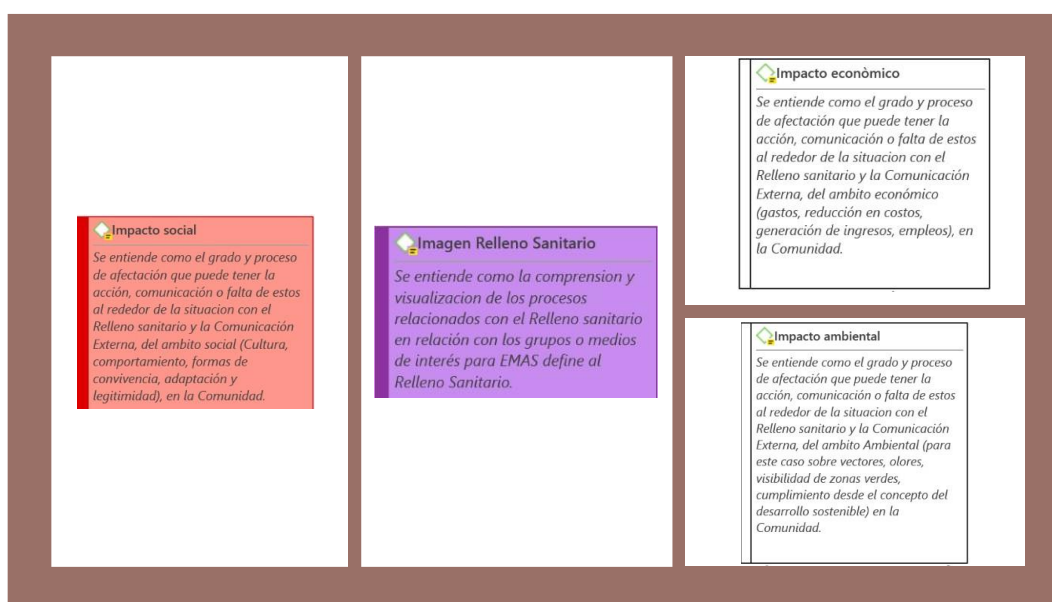 Impacto social
Se entiende como el grado y proceso
de afectación que puede tener la
acción, comunicación o falta de estos
al rededor de la situacion con el
Relleno sanitario y la Comunicación
Externa, del ambito social (Cultura,
comportamiento, formas de
convivencia, adaptación y
legitimidad), en la Comunidad.
Imagen Relleno Sanitario
Se entiende como la comprension y
visualizacion de los procesos
relacionados con el Relleno sanitario
en relación con los grupos o medios
de interés para EMAS define al
Relleno Sanitario.
Impacto econòmico
Se entiende como el grado y proceso
de afectación que puede tener la
acción, comunicación o falta de estos
al rededor de la situacion con el
Relleno sanitario y la Comunicación
Externa, del ambito económico
(gastos, reducción en costos,
generación de ingresos, empleos), en
la Comunidad.
Impacto ambiental
Se entiende como el grado y proceso
de afectación que puede tener la
acción, comunicación o falta de estos
al rededor de la situacion con el
Relleno sanitario y la Comunicación
Externa, del ambito Ambiental (para
este caso sobre vectores, olores,
visibilidad de zonas verdes,
cumplimiento desde el concepto del
desarrollo sostenible) en la
Comunidad.